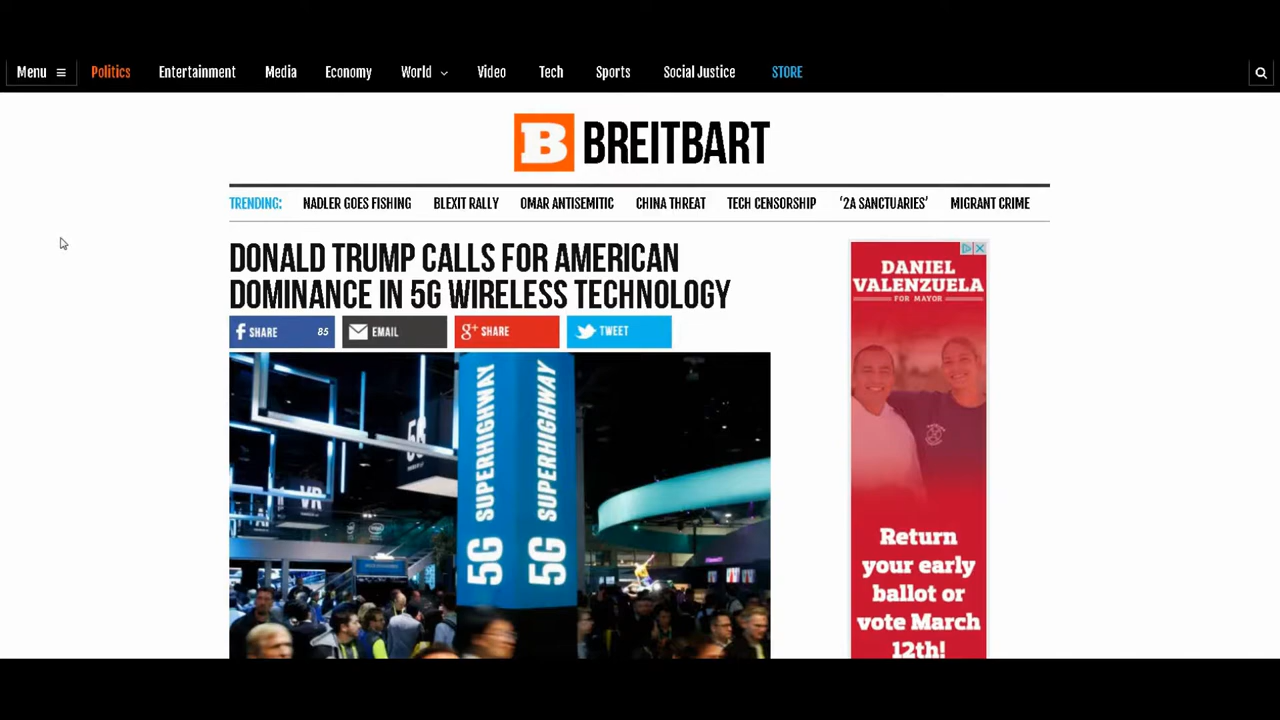 Menu Politics Entertainment Media Economy World Video Tech Sports Social Justice STORE
B BREITBART
TRENDING: NADLER GOES FISHING BLEXIT RALLY OMAR ANTISEMITIC CHINA THREAT TECH CENSORSHIP '2A SANCTUARIES' MIGRANT CRIME
DONALD TRUMP CALLS FOR AMERICAN
DOMINANCE IN 5G WIRELESS TECHNOLOGY
SHARE 85 EMAIL g+ SHARE TWEET
5G SUPERHIGHWAY
5G SUPERHIGHWAY
5G
VR
intel
DANIEL
VALENZUELA
FOR MAYOR
Return
your early
ballot or
vote March
12th!